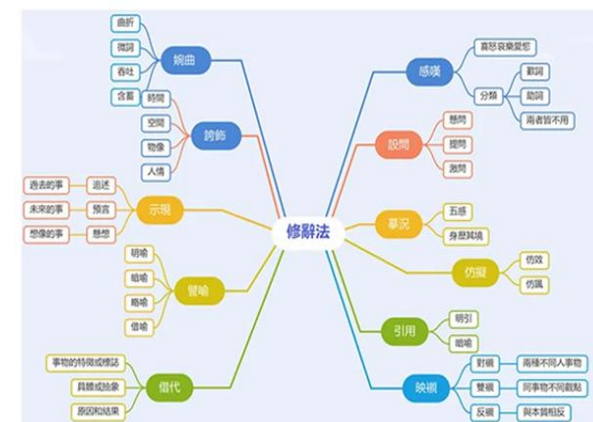 修辭法
婉曲
曲折
微詞
吞吐
含蓄
誇飾
時間
空間
物像
人情
示現
追述
過去的事
預言
未來的事
懸想
想像的事
譬喻
明喻
暗喻
略喻
借喻
借代
事物的特徵或標誌
具體或抽象
原因和結果
感嘆
喜怒哀樂愛惡
分類
歎詞
助詞
兩者皆不用
設問
懸問
提問
激問
摹況
五感
身歷其境
仿擬
仿效
仿諷
引用
明引
暗喻
映襯
對襯
兩種不同人事物
雙襯
同事物不同觀點
反襯
與本質相反